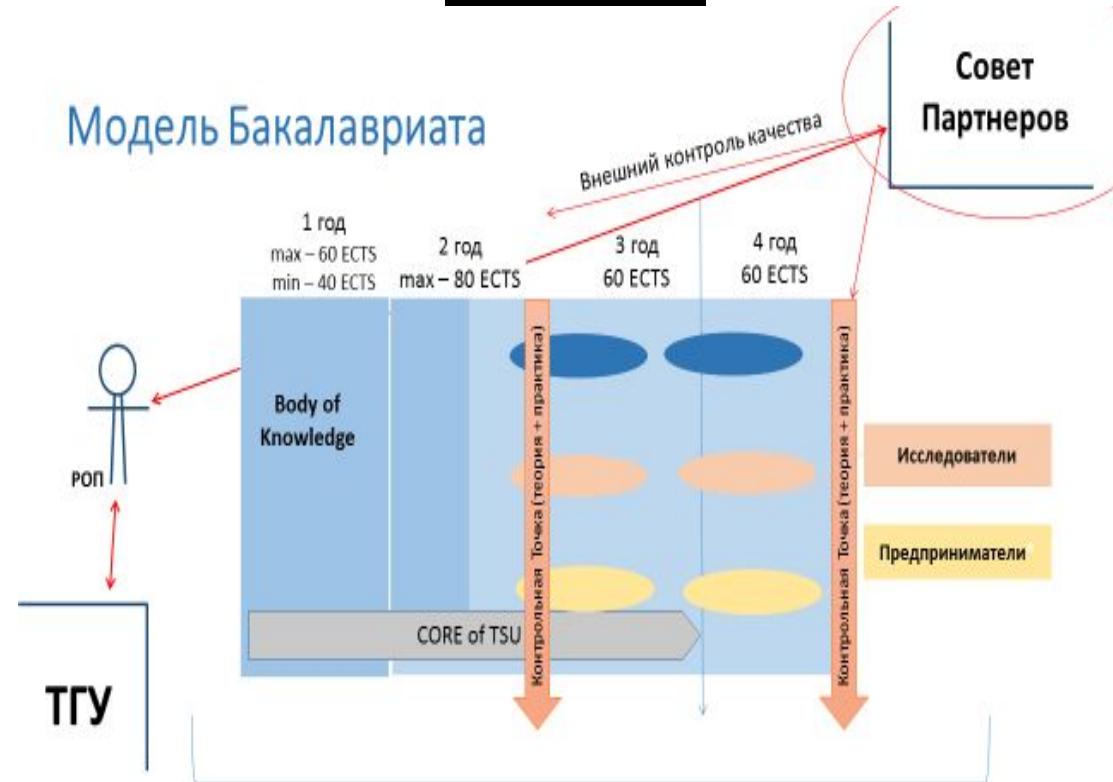 Модель Бакалавриата
Совет
Партнеров
Внешний контроль качества
1 год
max – 60 ECTS
min – 40 ECTS
2 год
max – 80 ECTS
3 год
60 ECTS
4 год
60 ECTS
Body of
Knowledge
Контрольная Точка (теория + практика)
Контрольная Точка (теория + практика)
РОП
Исследователи
Предприниматели
CORE of TSU
ТГУ